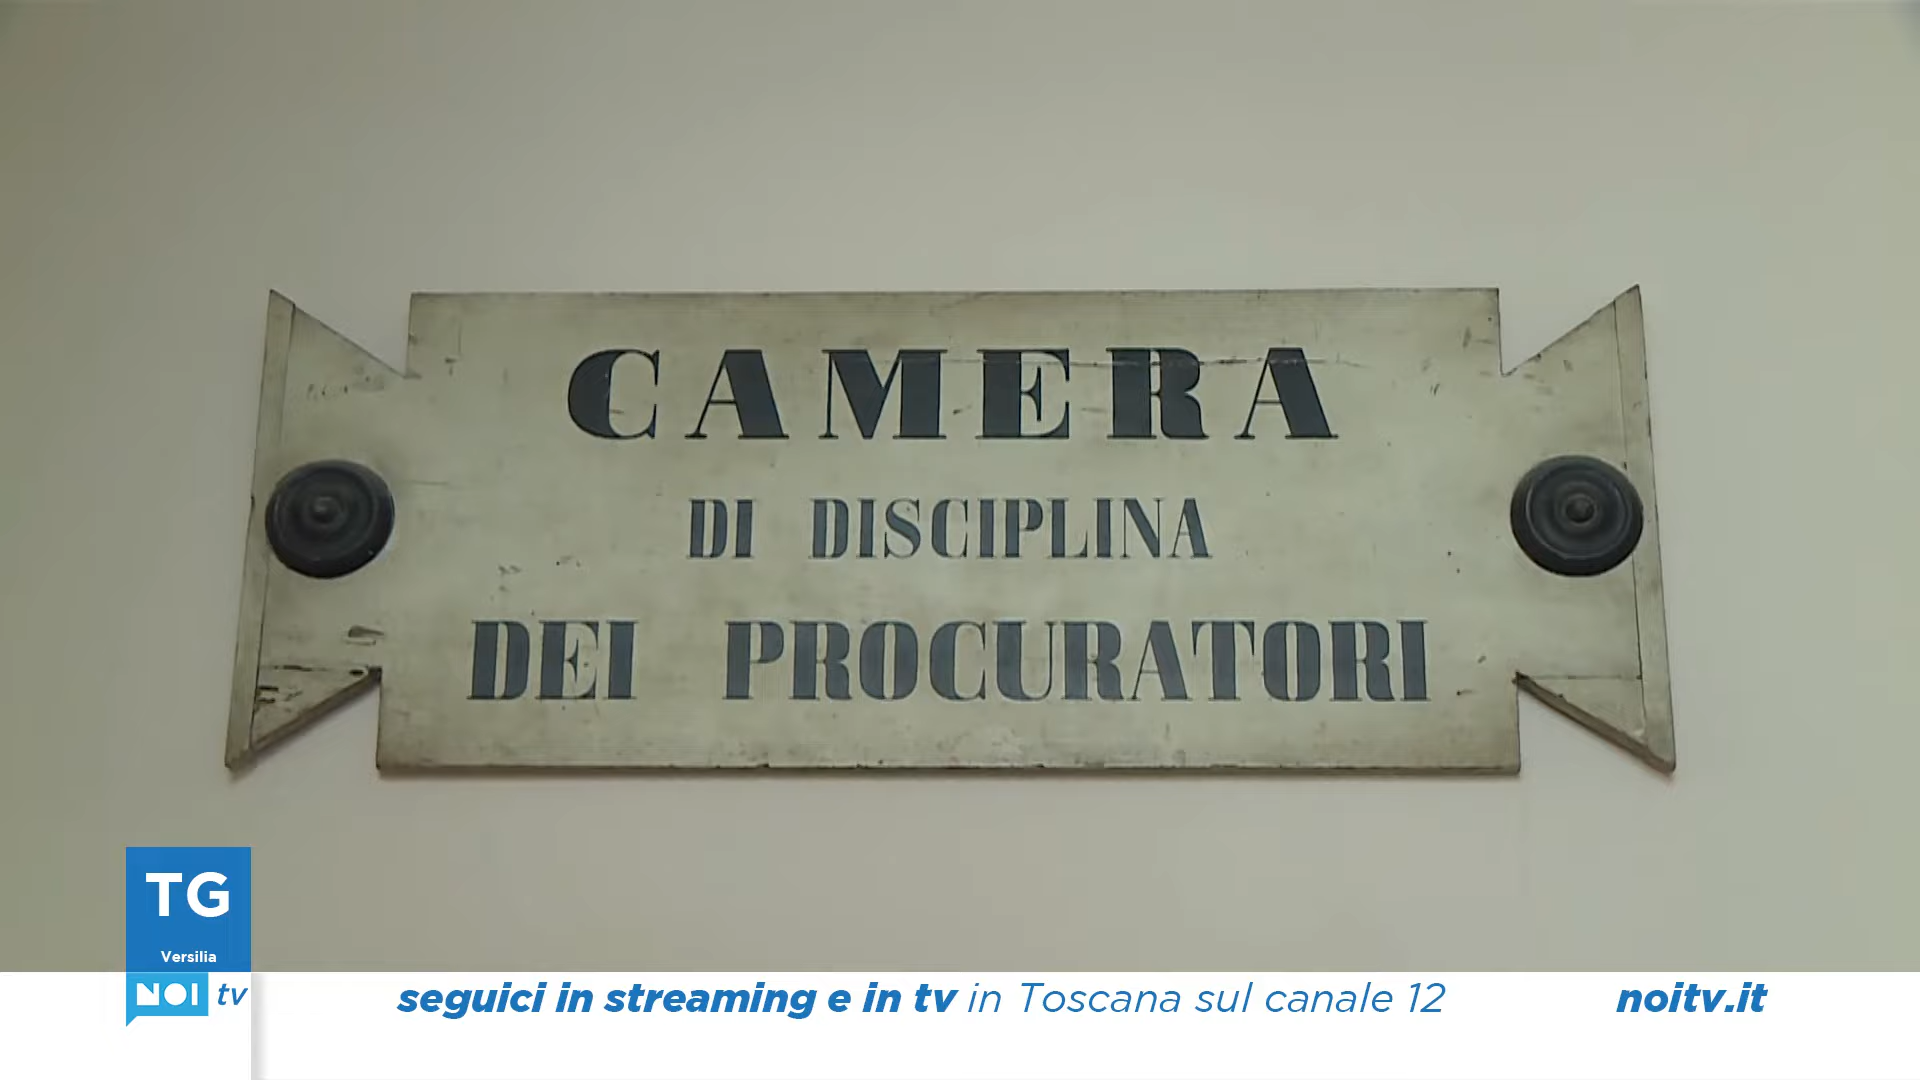 CAMERA
DI DISCIPLINA
DEI PROCURATORI
TG
Versilia
NOI tv
seguici in streaming e in tv in Toscana sul canale 12
noitv.it